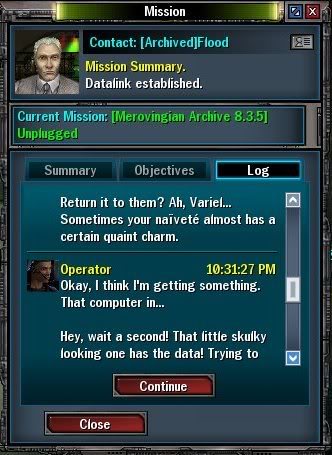 Mission
Contact: [Archived]Flood
Mission Summary.
Datalink established.
Current Mission: [Merovingian Archive 8.3.5]
Unplugged
Summary
Objectives
Log
Return it to them? Ah, Variel...
Sometimes your naïveté almost has a
certain quaint charm.
Operator 10:31:27 PM
Okay, I think I'm getting something.
That computer in...
Hey, wait a second! That little skulky
looking one has the data! Trying to
Continue
Close